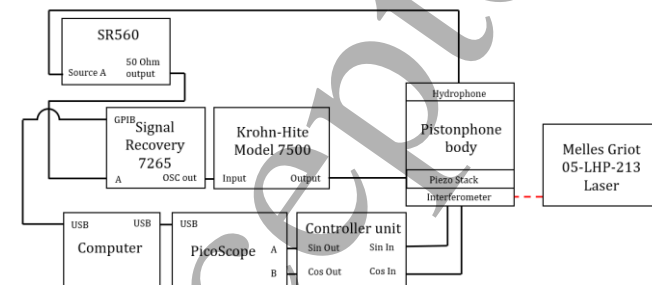 SR560
Source A
50 Ohm
output
Hydrophone
GPIB
Signal
Recovery
7265
A
OSC out
Krohn-Hite
Model 7500
Input
Output
Pistonphone
body
Piezo Stack
Interferometer
Melles Griot
05-LHP-213
Laser
USB
USB
Computer
USB
PicoScope
A
B
Controller unit
Sin Out
Sin In
Cos Out
Cos In